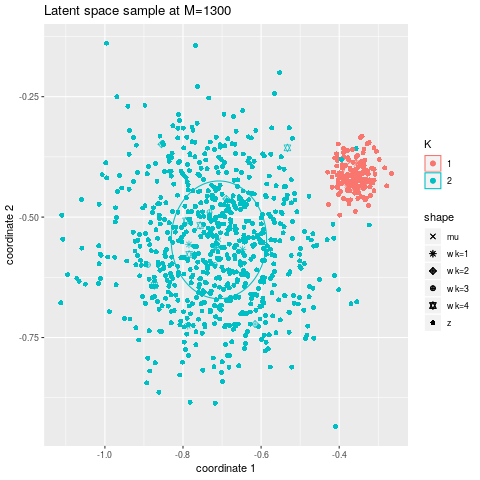 Latent space sample at M=1300
-0.25
-0.50
-0.75
coordinate 2
-1.0
-0.8
-0.6
-0.4
coordinate 1
K
1
2
shape
mu
w k=1
w k=2
w k=3
w k=4
z